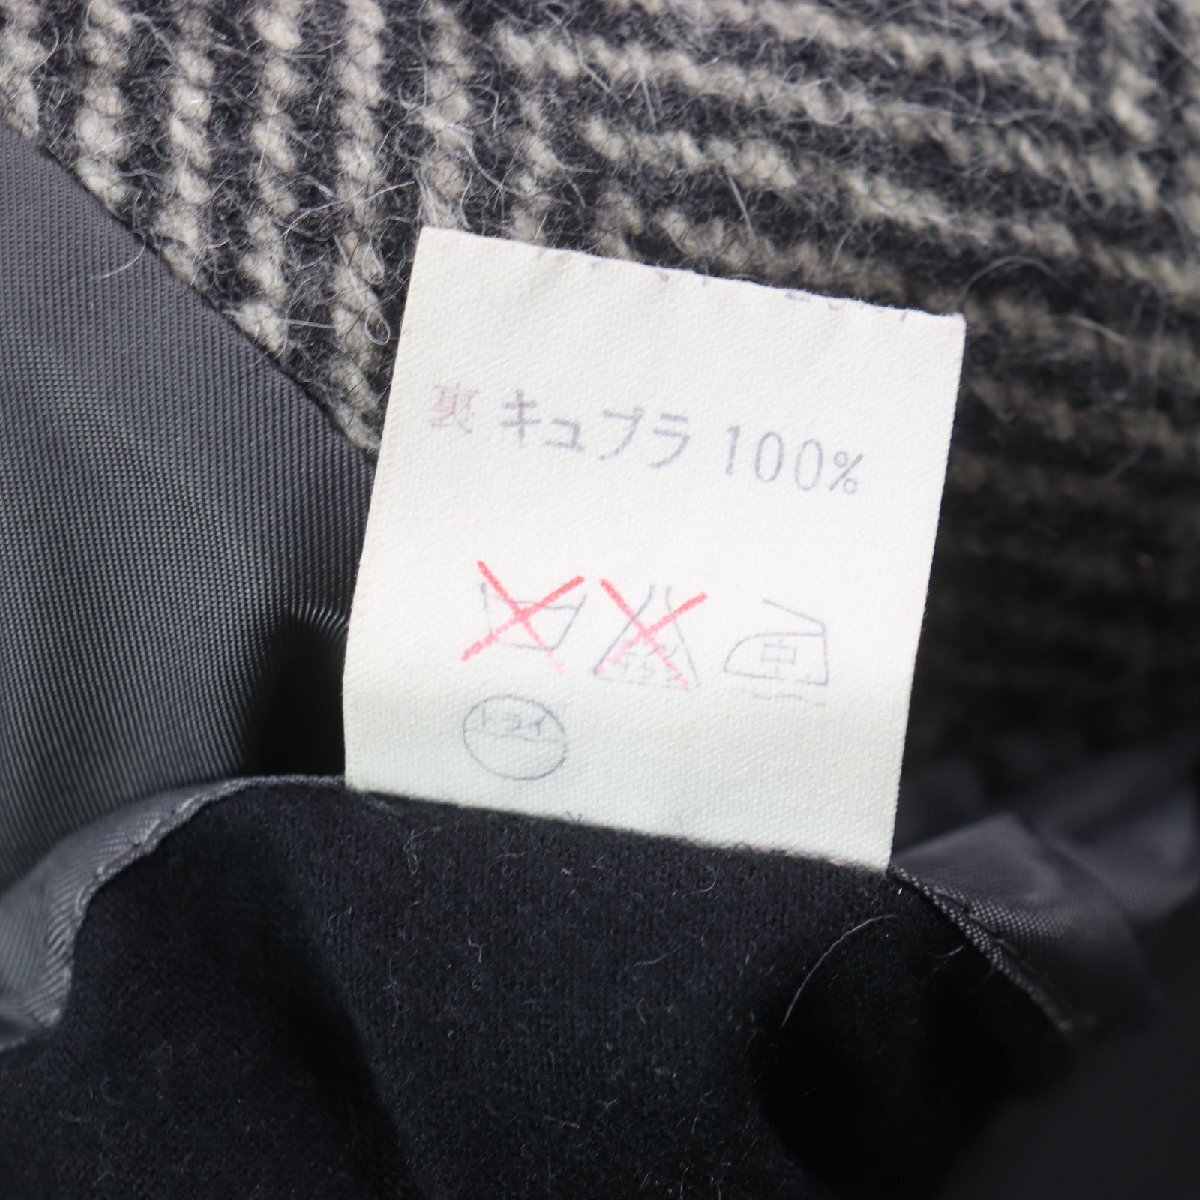 裏 キュプラ 100%
中
ドライ